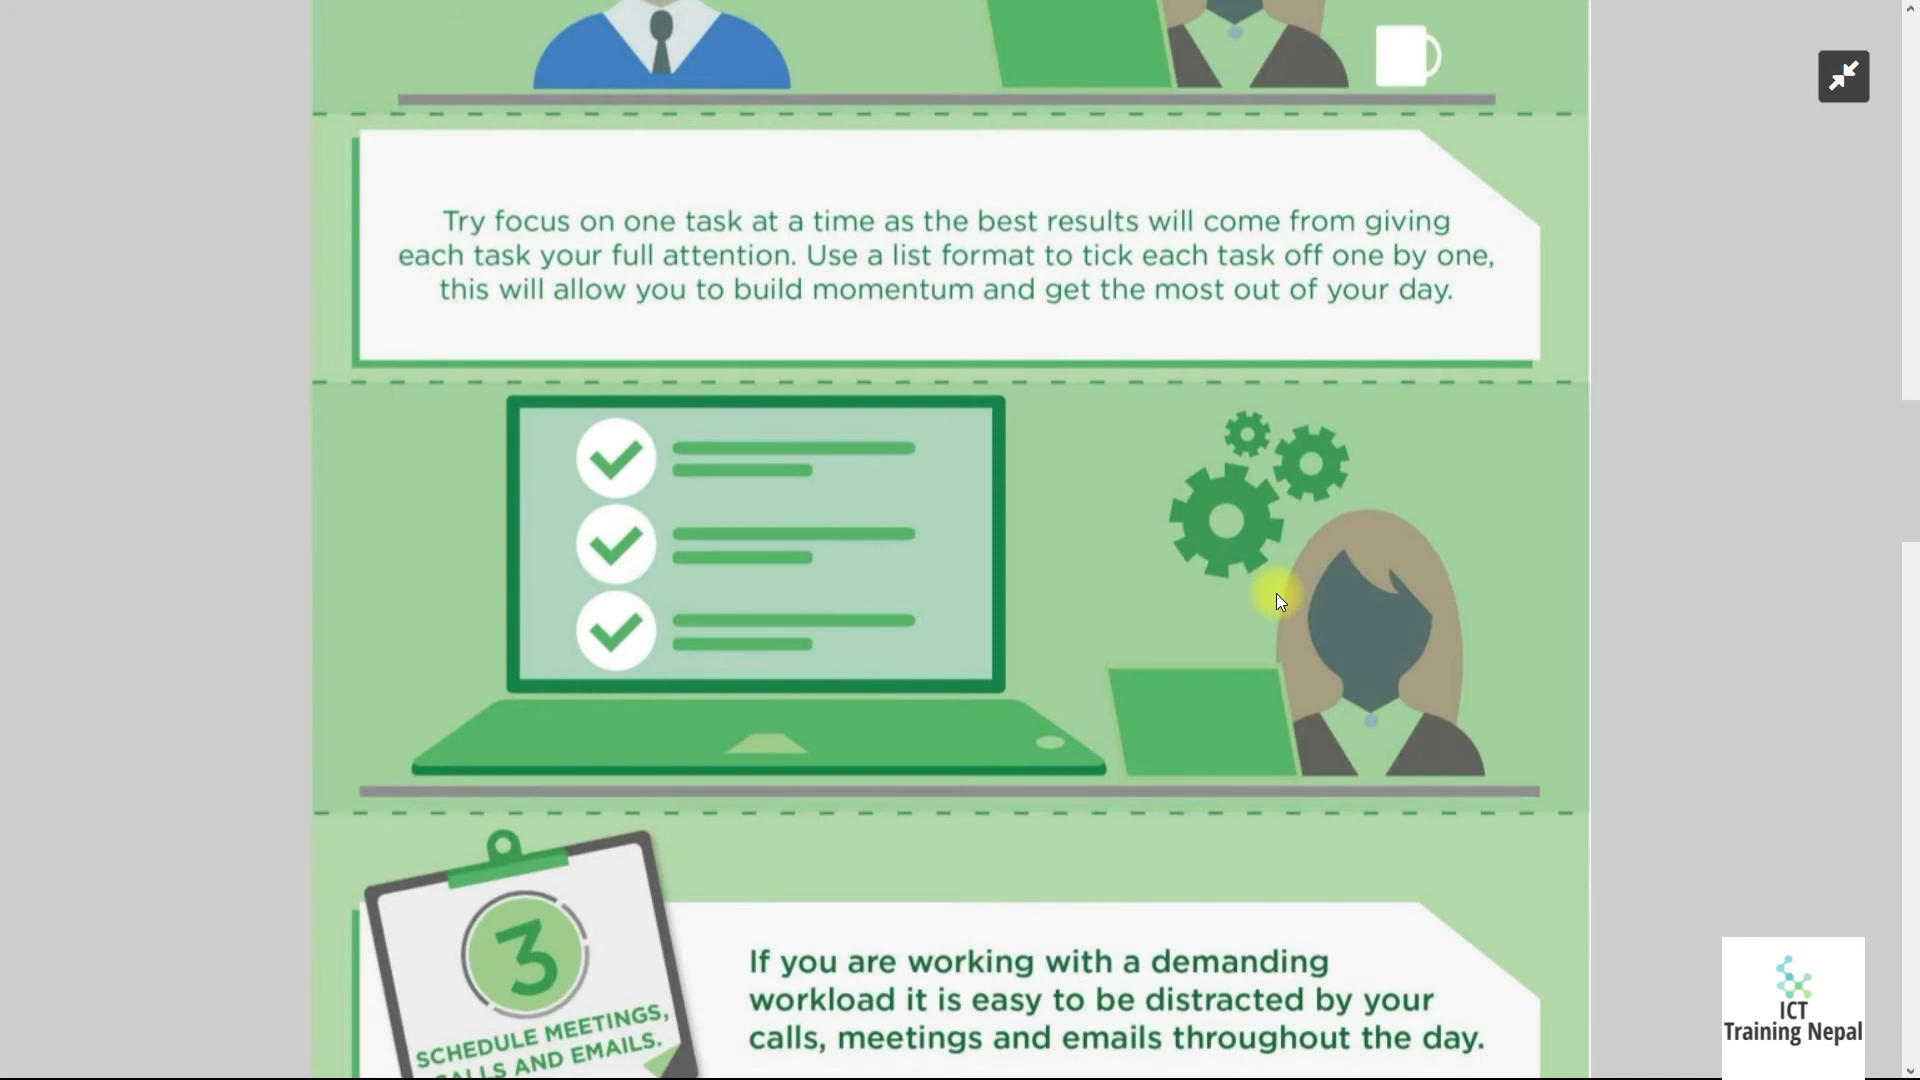 Try focus on one task at a time as the best results will come from giving
each task your full attention. Use a list format to tick each task off one by one,
this will allow you to build momentum and get the most out of your day.
3
SCHEDULE MEETINGS,
CALLS AND EMAILS.
If you are working with a demanding
workload it is easy to be distracted by your
calls, meetings and emails throughout the day.
ICT
Training Nepal